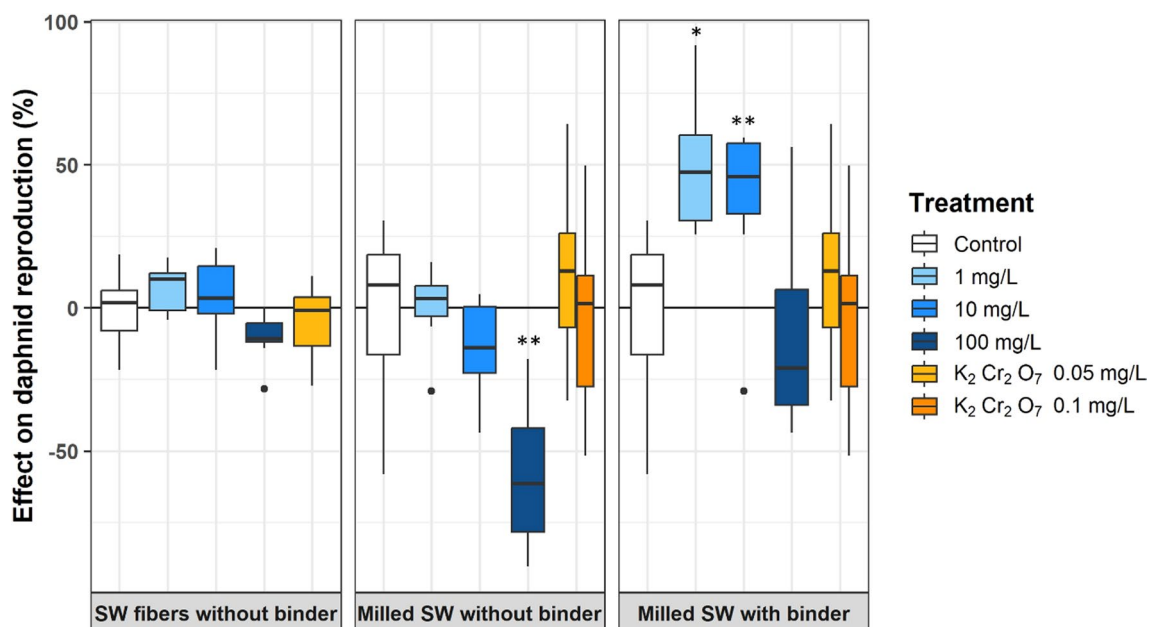 Effect on daphnid reproduction (%)
100
50
0
-50
*
**
**
SW fibers without binder
Milled SW without binder
Milled SW with binder
Treatment
Control
1 mg/L
10 mg/L
100 mg/L
K₂ Cr₂ O₇ 0.05 mg/L
K₂ Cr₂ O₇ 0.1 mg/L